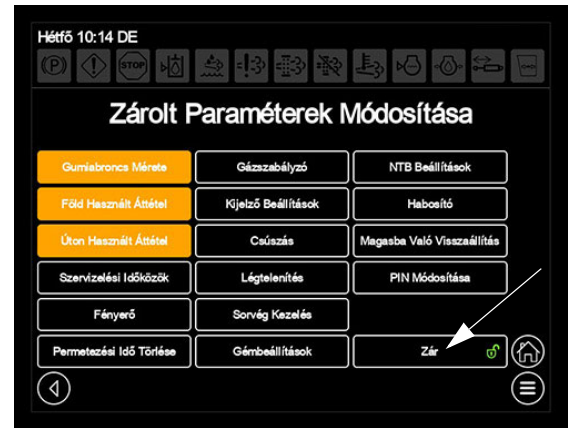 Hétfő 10:14 DE
(P) STOP
Zárolt Paraméterek Módosítása
Gumiabroncs Mérete Gázszabályzó NTB Beállítások
Föld Használt Áttétel Kijelző Beállítások Habosító
Úton Használt Áttétel Csúszás Magasba Való Visszaállítás
Szervizelési Időközök Légtelenítés PIN Módosítása
Fényerő Sorvég Kezelés
Permetezési Idő Törlése Gémbeállítások Zár